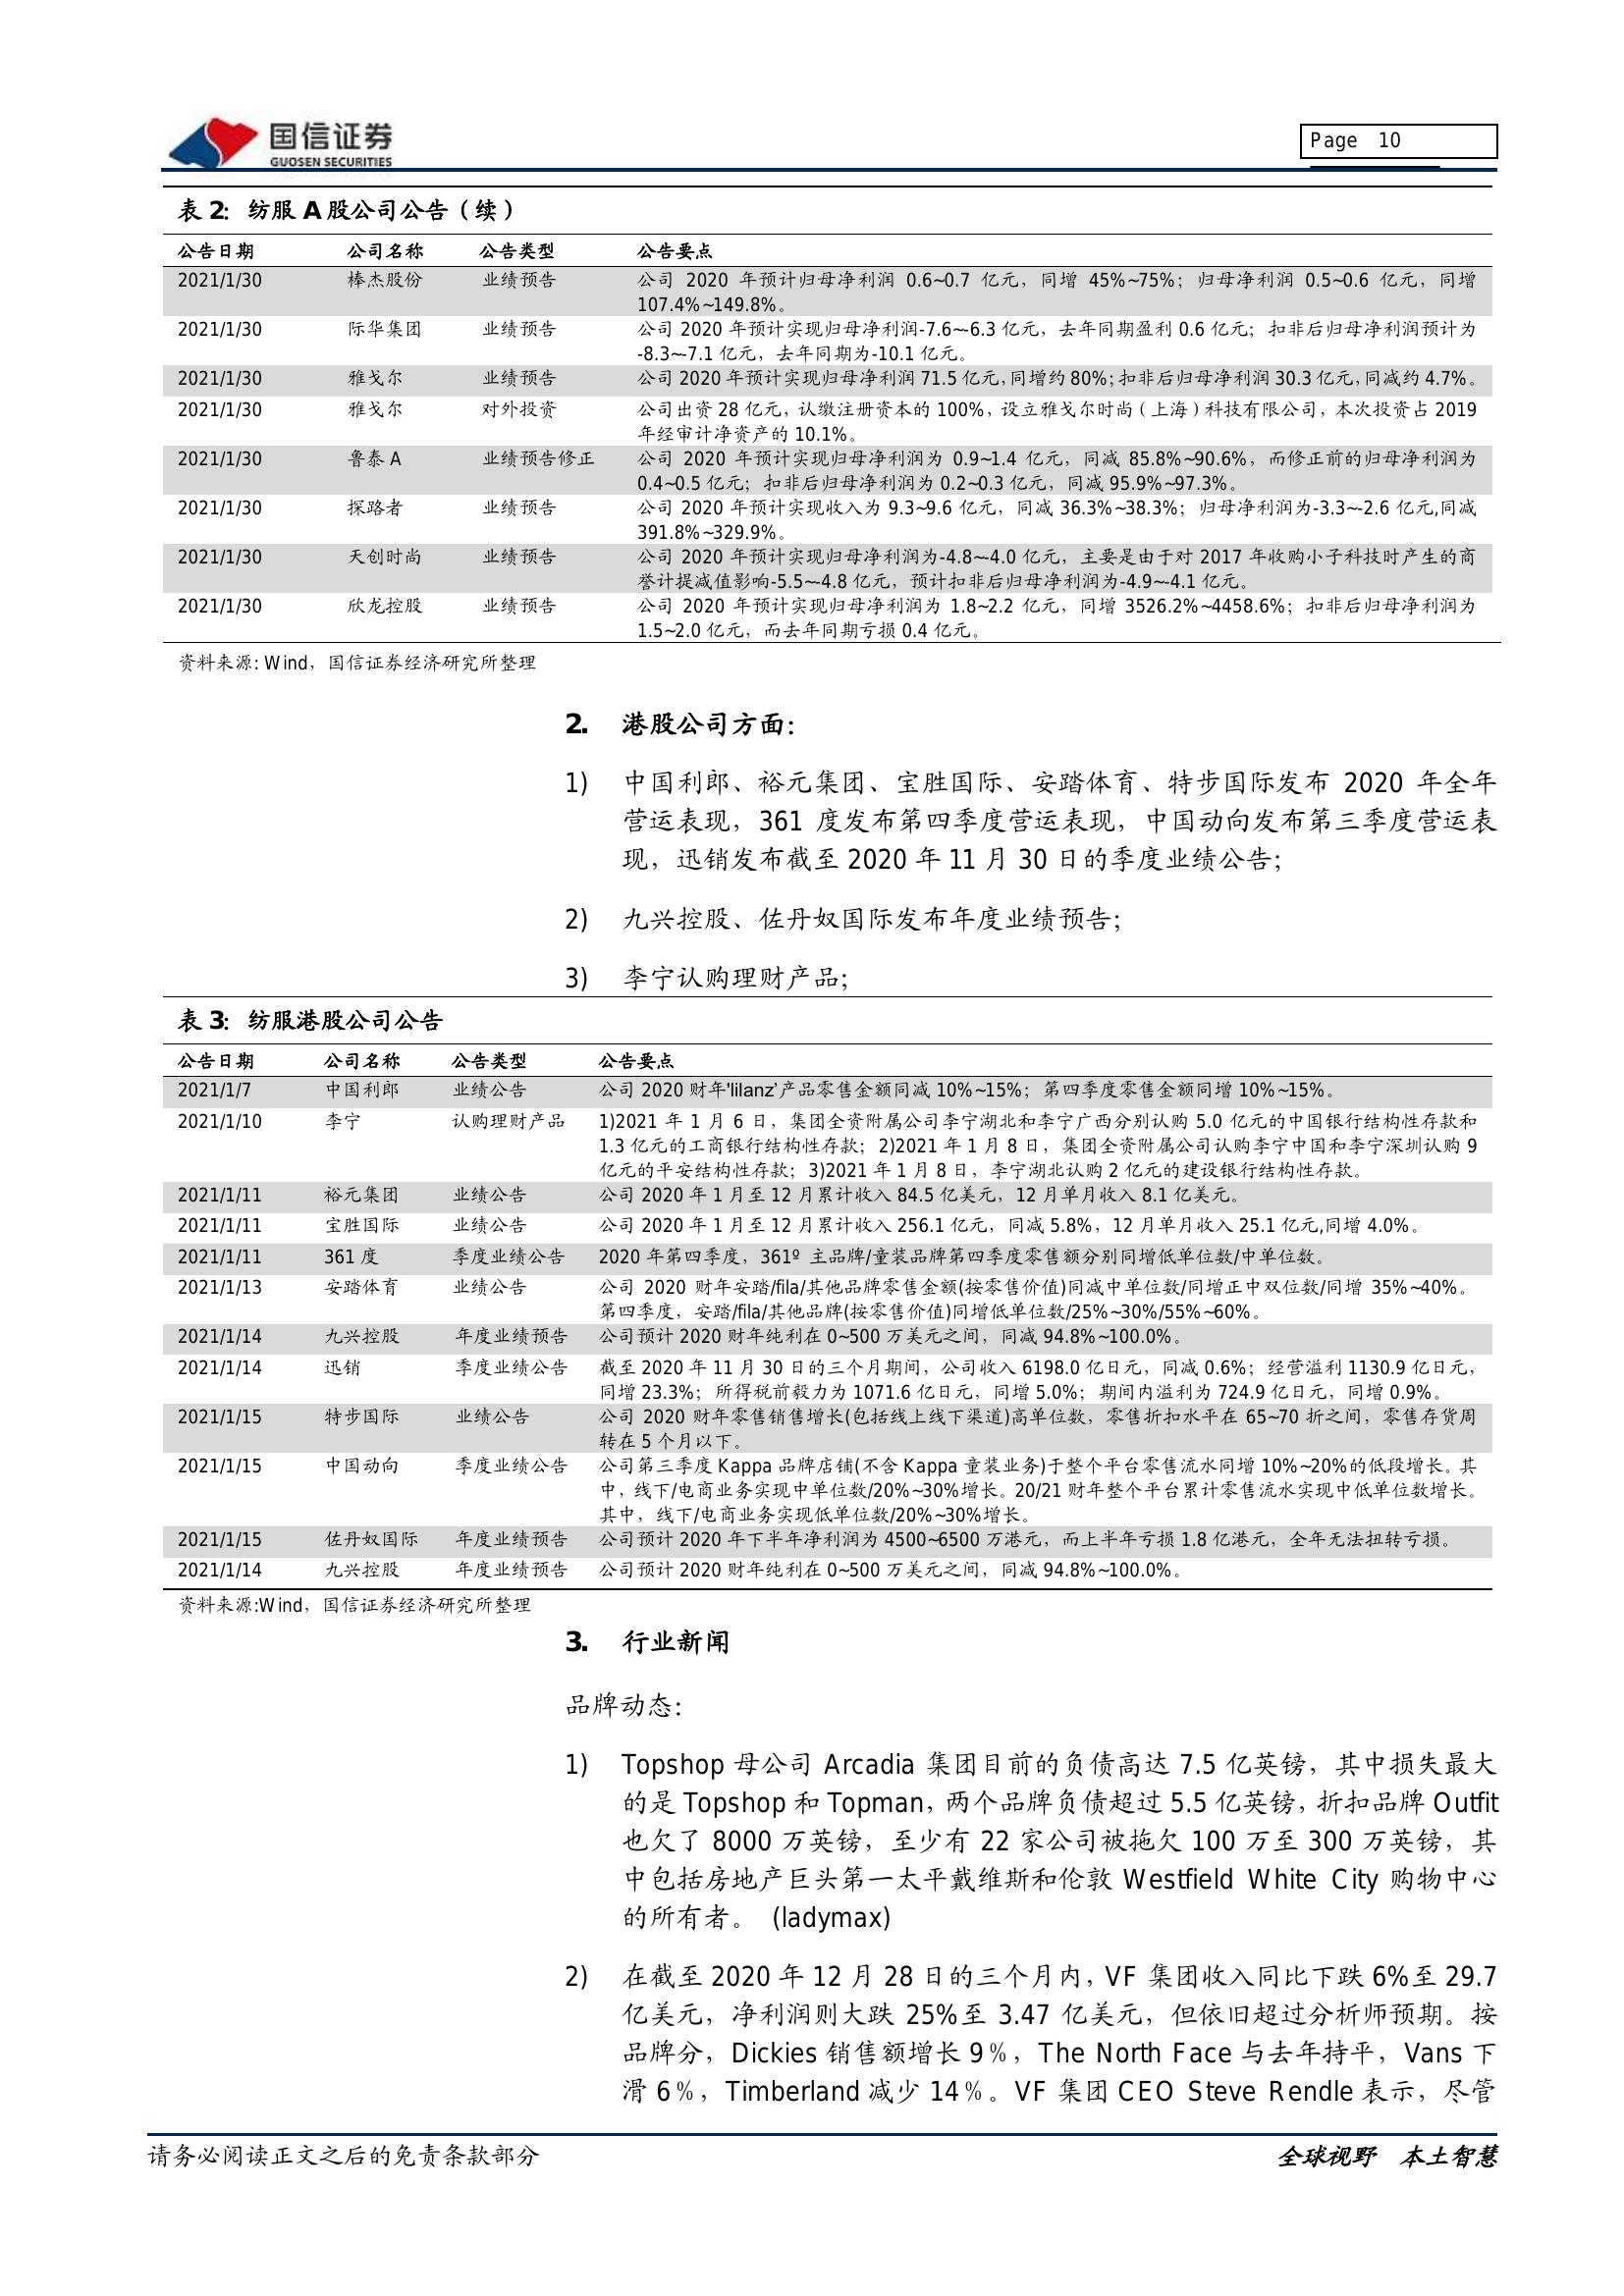 国信证券
GUOSEN SECURITIES
Page 10
表 2：纺服 A 股公司公告（续）
公告日期 公司名称 公告类型 公告要点
2021/1/30 棒杰股份 业绩预告 公司 2020 年预计归母净利润 0.6~0.7 亿元，同增 45%~75%；归母净利润 0.5~0.6 亿元，同增
107.4%~149.8%。
2021/1/30 际华集团 业绩预告 公司 2020 年预计实现归母净利润-7.6~-6.3 亿元，去年同期盈利 0.6 亿元；扣非后归母净利润预计为
-8.3~-7.1 亿元，去年同期为-10.1 亿元。
2021/1/30 雅戈尔 业绩预告 公司 2020 年预计实现归母净利润 71.5 亿元,同增约 80%;扣非后归母净利润 30.3 亿元,同减约 4.7%。
2021/1/30 雅戈尔 对外投资 公司出资 28 亿元，认缴注册资本的 100%，设立雅戈尔时尚（上海）科技有限公司，本次投资占 2019
年经审计净资产的 10.1%。
2021/1/30 鲁泰 A 业绩预告修正 公司 2020 年预计实现归母净利润为 0.9~1.4 亿元，同减 85.8%~90.6%，而修正前的归母净利润为
0.4~0.5 亿元；扣非后归母净利润为 0.2~0.3 亿元，同减 95.9%~97.3%。
2021/1/30 探路者 业绩预告 公司 2020 年预计实现收入为 9.3~9.6 亿元，同减 36.3%~38.3%；归母净利润为-3.3~-2.6 亿元,同减
391.8%~329.9%。
2021/1/30 天创时尚 业绩预告 公司 2020 年预计实现归母净利润为-4.8~-4.0 亿元，主要是由于对 2017 年收购小子科技时产生的商
誉计提减值影响-5.5~-4.8 亿元，预计扣非后归母净利润为-4.9~-4.1 亿元。
2021/1/30 欣龙控股 业绩预告 公司 2020 年预计实现归母净利润为 1.8~2.2 亿元，同增 3526.2%~4458.6%；扣非后归母净利润为
1.5~2.0 亿元，而去年同期亏损 0.4 亿元。
资料来源: Wind，国信证券经济研究所整理
2. 港股公司方面：
1) 中国利郎、裕元集团、宝胜国际、安踏体育、特步国际发布 2020 年全年
营运表现，361 度发布第四季度营运表现，中国动向发布第三季度营运表
现，迅销发布截至 2020 年 11 月 30 日的季度业绩公告；
2) 九兴控股、佐丹奴国际发布年度业绩预告；
3) 李宁认购理财产品；
表 3：纺服港股公司公告
公告日期 公司名称 公告类型 公告要点
2021/1/7 中国利郎 业绩公告 公司 2020 财年'lilanz’产品零售金额同减 10%~15%；第四季度零售金额同增 10%~15%。
2021/1/10 李宁 认购理财产品 1)2021 年 1 月 6 日，集团全资附属公司李宁湖北和李宁广西分别认购 5.0 亿元的中国银行结构性存款和
1.3 亿元的工商银行结构性存款；2)2021 年 1 月 8 日，集团全资附属公司认购李宁中国和李宁深圳认购 9
亿元的平安结构性存款；3)2021 年 1 月 8 日，李宁湖北认购 2 亿元的建设银行结构性存款。
2021/1/11 裕元集团 业绩公告 公司 2020 年 1 月至 12 月累计收入 84.5 亿美元，12 月单月收入 8.1 亿美元。
2021/1/11 宝胜国际 业绩公告 公司 2020 年 1 月至 12 月累计收入 256.1 亿元，同减 5.8%，12 月单月收入 25.1 亿元,同增 4.0%。
2021/1/11 361 度 季度业绩公告 2020 年第四季度，361º 主品牌/童装品牌第四季度零售额分别同增低单位数/中单位数。
2021/1/13 安踏体育 业绩公告 公司 2020 财年安踏/fila/其他品牌零售金额(按零售价值)同减中单位数/同增正中双位数/同增 35%~40%。
第四季度，安踏/fila/其他品牌(按零售价值)同增低单位数/25%~30%/55%~60%。
2021/1/14 九兴控股 年度业绩预告 公司预计 2020 财年纯利在 0~500 万美元之间，同减 94.8%~100.0%。
2021/1/14 迅销 季度业绩公告 截至 2020 年 11 月 30 日的三个月期间，公司收入 6198.0 亿日元，同减 0.6%；经营溢利 1130.9 亿日元，
同增 23.3%；所得税前毅力为 1071.6 亿日元，同增 5.0%；期间内溢利为 724.9 亿日元，同增 0.9%。
2021/1/15 特步国际 业绩公告 公司 2020 财年零售销售增长(包括线上线下渠道)高单位数，零售折扣水平在 65~70 折之间，零售存货周
转在 5 个月以下。
2021/1/15 中国动向 季度业绩公告 公司第三季度 Kappa 品牌店铺(不含 Kappa 童装业务)于整个平台零售流水同增 10%~20%的低段增长。其
中，线下/电商业务实现中单位数/20%~30%增长。20/21 财年整个平台累计零售流水实现中低单位数增长。
其中，线下/电商业务实现低单位数/20%~30%增长。
2021/1/15 佐丹奴国际 年度业绩预告 公司预计 2020 年下半年净利润为 4500~6500 万港元，而上半年亏损 1.8 亿港元，全年无法扭转亏损。
2021/1/14 九兴控股 年度业绩预告 公司预计 2020 财年纯利在 0~500 万美元之间，同减 94.8%~100.0%。
资料来源:Wind，国信证券经济研究所整理
3. 行业新闻
品牌动态：
1) Topshop 母公司 Arcadia 集团目前的负债高达 7.5 亿英镑，其中损失最大
的是 Topshop 和 Topman，两个品牌负债超过 5.5 亿英镑，折扣品牌 Outfit
也欠了 8000 万英镑，至少有 22 家公司被拖欠 100 万至 300 万英镑，其
中包括房地产巨头第一太平戴维斯和伦敦 Westfield White City 购物中心
的所有者。 (ladymax)
2) 在截至 2020 年 12 月 28 日的三个月内，VF 集团收入同比下跌 6%至 29.7
亿美元，净利润则大跌 25%至 3.47 亿美元，但依旧超过分析师预期。按
品牌分，Dickies 销售额增长 9％，The North Face 与去年持平，Vans 下
滑 6％，Timberland 减少 14％。VF 集团 CEO Steve Rendle 表示，尽管
请务必阅读正文之后的免责条款部分 全球视野 本土智慧